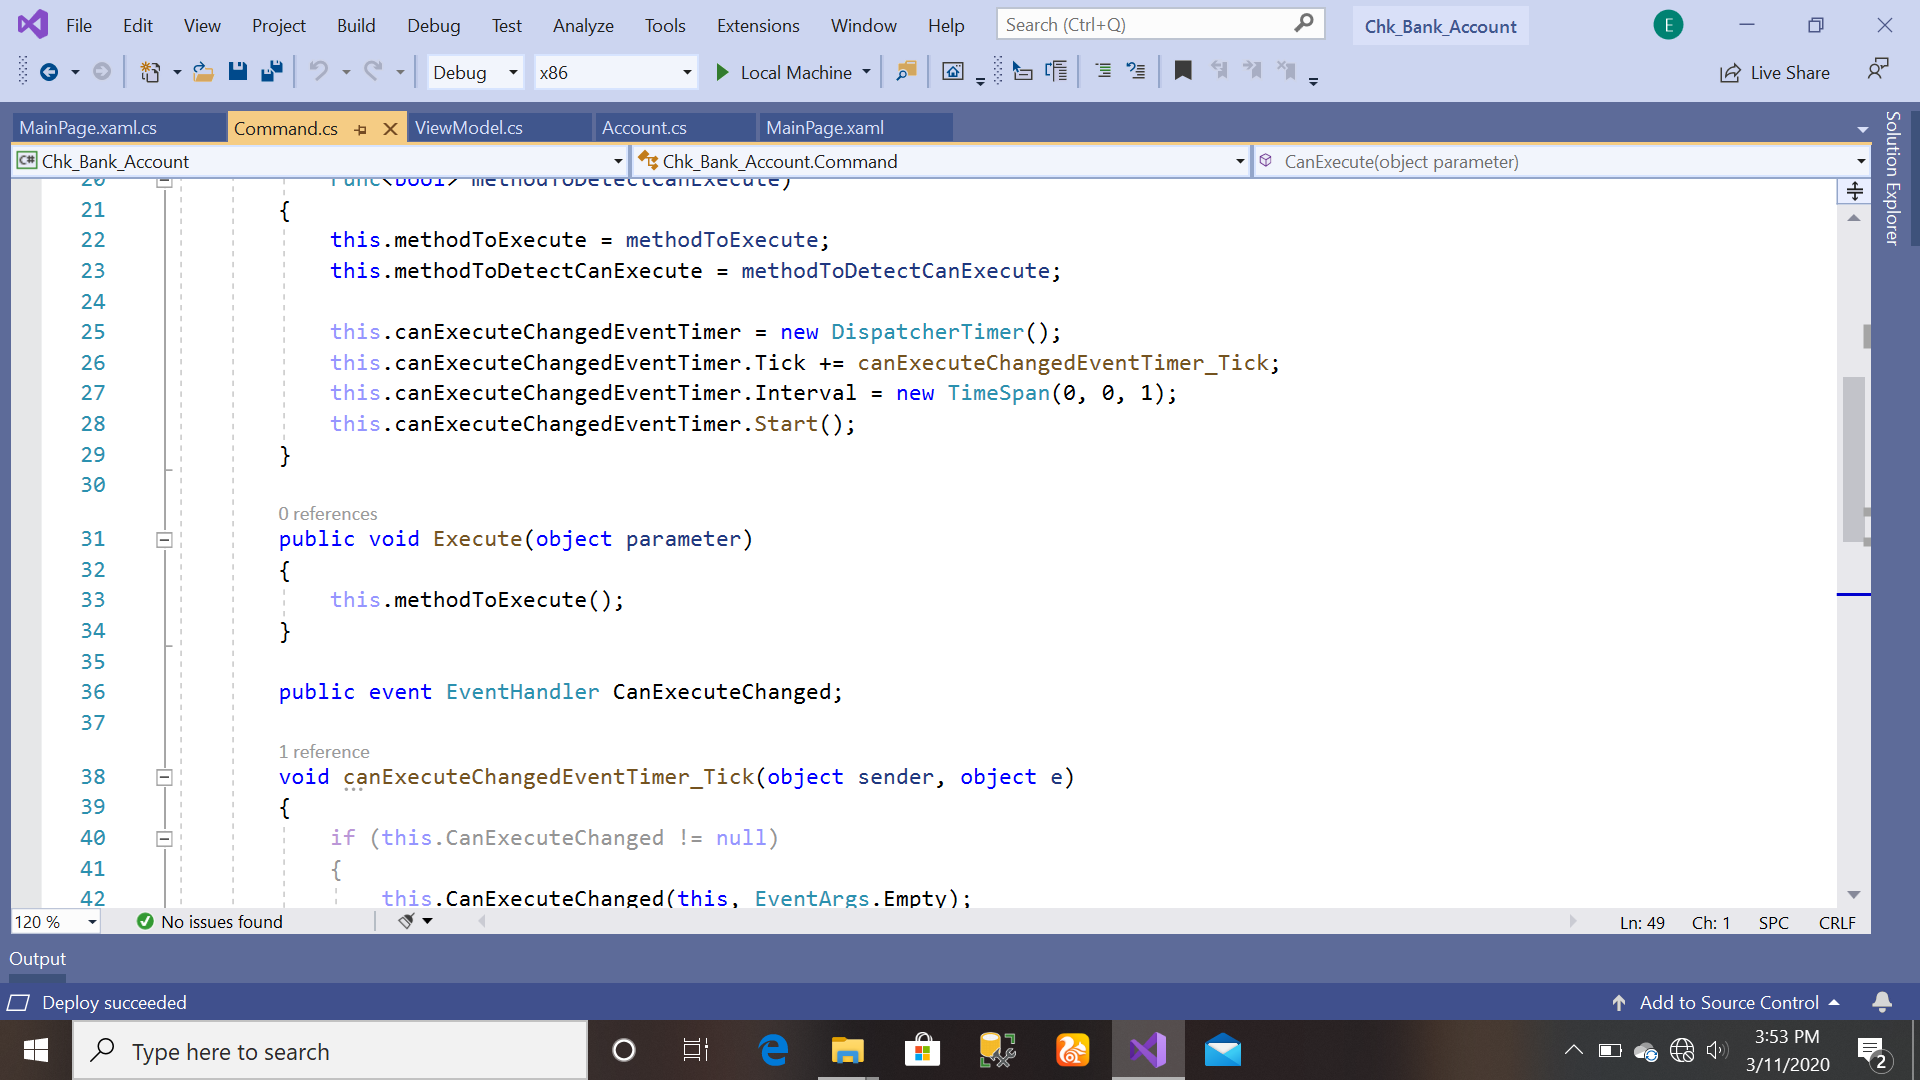 File Edit View Project Build Debug Test Analyze Tools Extensions Window Help Search (Ctrl+Q) Chk_Bank_Account E
Debug x86 Local Machine Live Share
MainPage.xaml.cs Command.cs ViewModel.cs Account.cs MainPage.xaml
C# Chk_Bank_Account Chk_Bank_Account.Command CanExecute(object parameter)
Solution Explorer
20 Func<bool> methodToDetectCanExecute)
21 {
22 this.methodToExecute = methodToExecute;
23 this.methodToDetectCanExecute = methodToDetectCanExecute;
24
25 this.canExecuteChangedEventTimer = new DispatcherTimer();
26 this.canExecuteChangedEventTimer.Tick += canExecuteChangedEventTimer_Tick;
27 this.canExecuteChangedEventTimer.Interval = new TimeSpan(0, 0, 1);
28 this.canExecuteChangedEventTimer.Start();
29 }
30
0 references
31 public void Execute(object parameter)
32 {
33 this.methodToExecute();
34 }
35
36 public event EventHandler CanExecuteChanged;
37
1 reference
38 void canExecuteChangedEventTimer_Tick(object sender, object e)
39 {
40 if (this.CanExecuteChanged != null)
41 {
42 this.CanExecuteChanged(this, EventArgs.Empty);
120 % No issues found Ln: 49 Ch: 1 SPC CRLF
Output
Deploy succeeded Add to Source Control
Type here to search 3:53 PM
3/11/2020 2